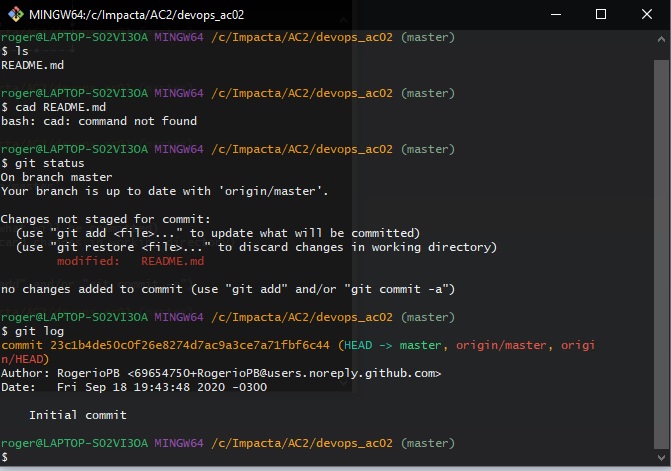 MINGW64:/c/Impacta/AC2/devops_ac02
roger@LAPTOP-SO2VI3OA MINGW64 /c/Impacta/AC2/devops_ac02 (master)
$ ls
README.md
roger@LAPTOP-SO2VI3OA MINGW64 /c/Impacta/AC2/devops_ac02 (master)
$ cad README.md
bash: cad: command not found
roger@LAPTOP-SO2VI3OA MINGW64 /c/Impacta/AC2/devops_ac02 (master)
$ git status
On branch master
Your branch is up to date with 'origin/master'.
Changes not staged for commit:
(use "git add <file>..." to update what will be committed)
(use "git restore <file>..." to discard changes in working directory)
modified: README.md
no changes added to commit (use "git add" and/or "git commit -a")
roger@LAPTOP-SO2VI3OA MINGW64 /c/Impacta/AC2/devops_ac02 (master)
$ git log
commit 23c1b4de50c0f26e8274d7ac9a3ce7a71fbf6c44 (HEAD -> master, origin/master, origi
n/HEAD)
Author: RogerioPB <69654750+RogerioPB@users.noreply.github.com>
Date: Fri Sep 18 19:43:48 2020 -0300
Initial commit
roger@LAPTOP-SO2VI3OA MINGW64 /c/Impacta/AC2/devops_ac02 (master)
$